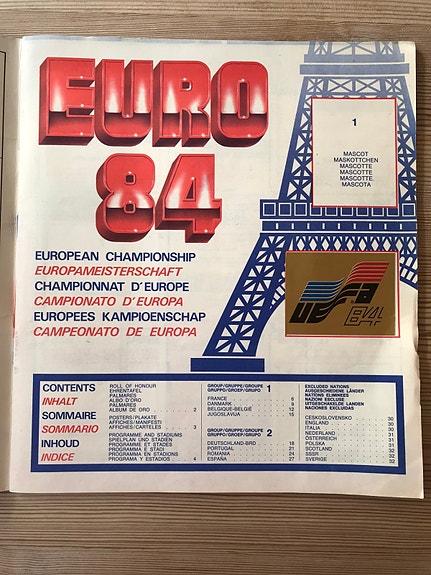 EURO
84
1
MASCOT
MASKOTTCHEN
MASCOTTE
MASCOTTE
MASCOTTE
MASCOTA
EUROPEAN CHAMPIONSHIP
EUROPAMEISTERSCHAFT
CHAMPIONNAT D'EUROPE
CAMPIONATO D'EUROPA
EUROPEES KAMPIOENSCHAP
CAMPEONATO DE EUROPA
UEFA
84
CONTENTS
INHALT
SOMMAIRE
SOMMARIO
INHOUD
INDICE
ROLL OF HONOUR
EHRENTAFEL
PALMARES
ALBO D'ORO
PALMARES
ALBUM DE ORO 2
POSTERS/PLAKATE
AFFICHES/MANIFESTI
AFFICHES/CARTELES 3
PROGRAMME AND STADIUMS
SPIELPLAN UND STADIEN
PROGRAMME ET STADES
PROGRAMMA E STADI
PROGRAMMA EN STADIONS
PROGRAMA Y ESTADIOS 4
GROUP/GRUPPE/GROUPE
GRUPPO/GROEP/GRUPO 1
FRANCE 6
DANMARK 9
BELGIQUE-BELGIË 12
JUGOSLAVIJA 15
GROUP/GRUPPE/GROUPE
GRUPPO/GROEP/GRUPO 2
DEUTSCHLAND-BRD 18
PORTUGAL 21
ROMANIA 24
ESPAÑA 27
EXCLUDED NATIONS
AUSGESCHIEDENE LÄNDER
NATIONS ELIMINEES
NAZIONI ESCLUSE
UITGESCHAKELDE LANDEN
NACIONES EXCLUIDAS
CESKOSLOVENSKO 30
ENGLAND 30
ITALIA 30
NEDERLAND 31
ÖSTERREICH 31
POLSKA 31
SCOTLAND 32
SSSR 32
SVERIGE 32